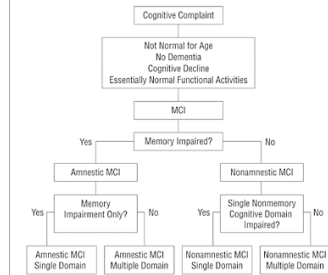 Cognitive Complaint
Not Normal for Age
No Dementia
Cognitive Decline
Essentially Normal Functional Activities
MCI
Yes
Memory Impaired?
No
Amnestic MCI
Nonamnestic MCI
Yes
Memory
Impairment Only?
No
Yes
Single Nonmemory
Cognitive Domain
Impaired?
No
Amnestic MCI
Single Domain
Amnestic MCI
Multiple Domain
Nonamnestic MCI
Single Domain
Nonamnestic MCI
Multiple Domain